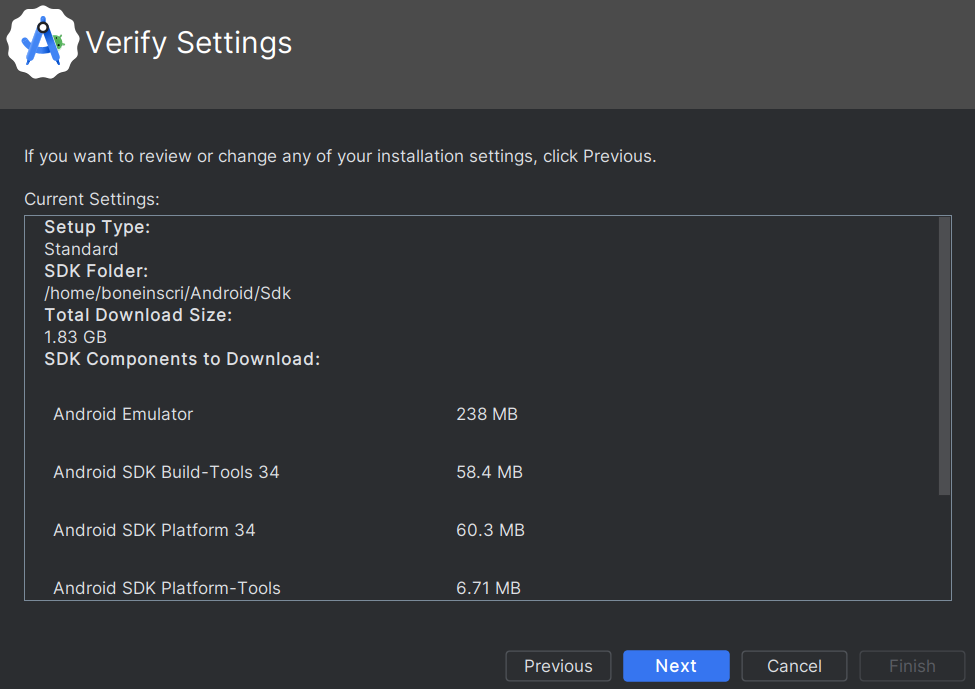 Verify Settings
If you want to review or change any of your installation settings, click Previous.
Current Settings:
Setup Type:
Standard
SDK Folder:
/home/boneinscri/Android/Sdk
Total Download Size:
1.83 GB
SDK Components to Download:
Android Emulator 238 MB
Android SDK Build-Tools 34 58.4 MB
Android SDK Platform 34 60.3 MB
Android SDK Platform-Tools 6.71 MB
Previous Next Cancel Finish